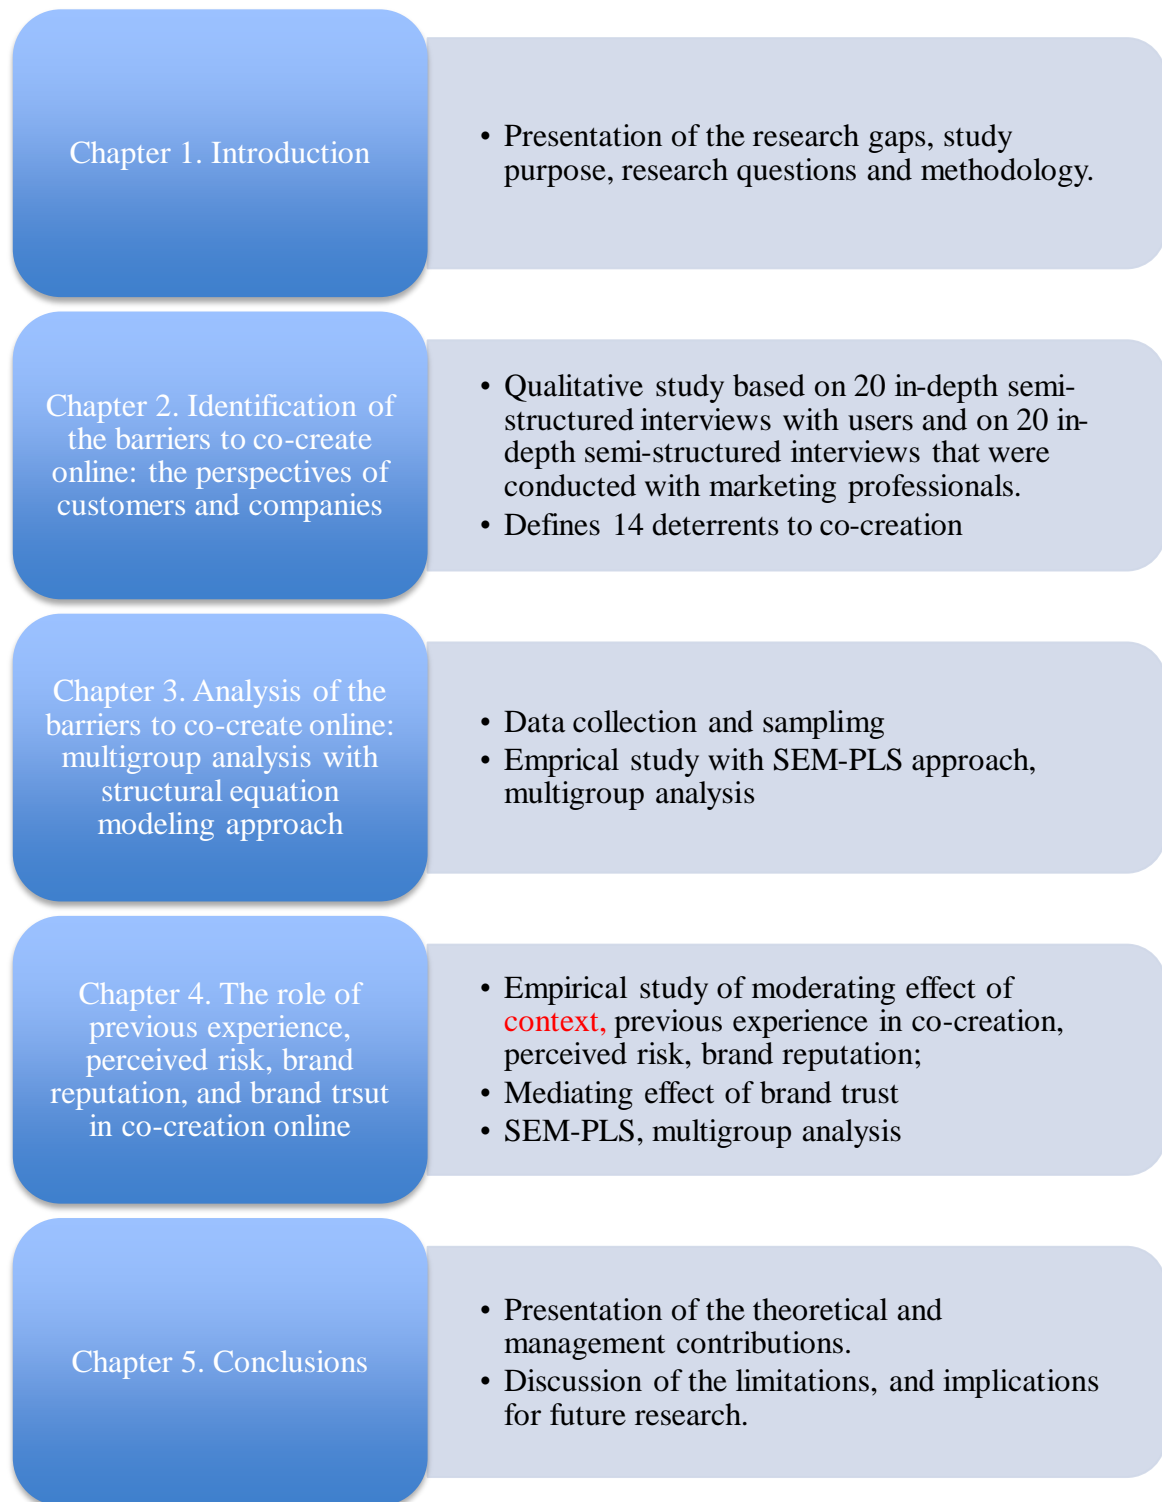 Chapter 1. Introduction
• Presentation of the research gaps, study
purpose, research questions and methodology.
Chapter 2. Identification of
the barriers to co-create
online: the perspectives of
customers and companies
• Qualitative study based on 20 in-depth semi-
structured interviews with users and on 20 in-
depth semi-structured interviews that were
conducted with marketing professionals.
• Defines 14 deterrents to co-creation
Chapter 3. Analysis of the
barriers to co-create online:
multigroup analysis with
structural equation
modeling approach
• Data collection and samplimg
• Emprical study with SEM-PLS approach,
multigroup analysis
Chapter 4. The role of
previous experience,
perceived risk, brand
reputation, and brand trsut
in co-creation online
• Empirical study of moderating effect of
context, previous experience in co-creation,
perceived risk, brand reputation;
• Mediating effect of brand trust
• SEM-PLS, multigroup analysis
Chapter 5. Conclusions
• Presentation of the theoretical and
management contributions.
• Discussion of the limitations, and implications
for future research.